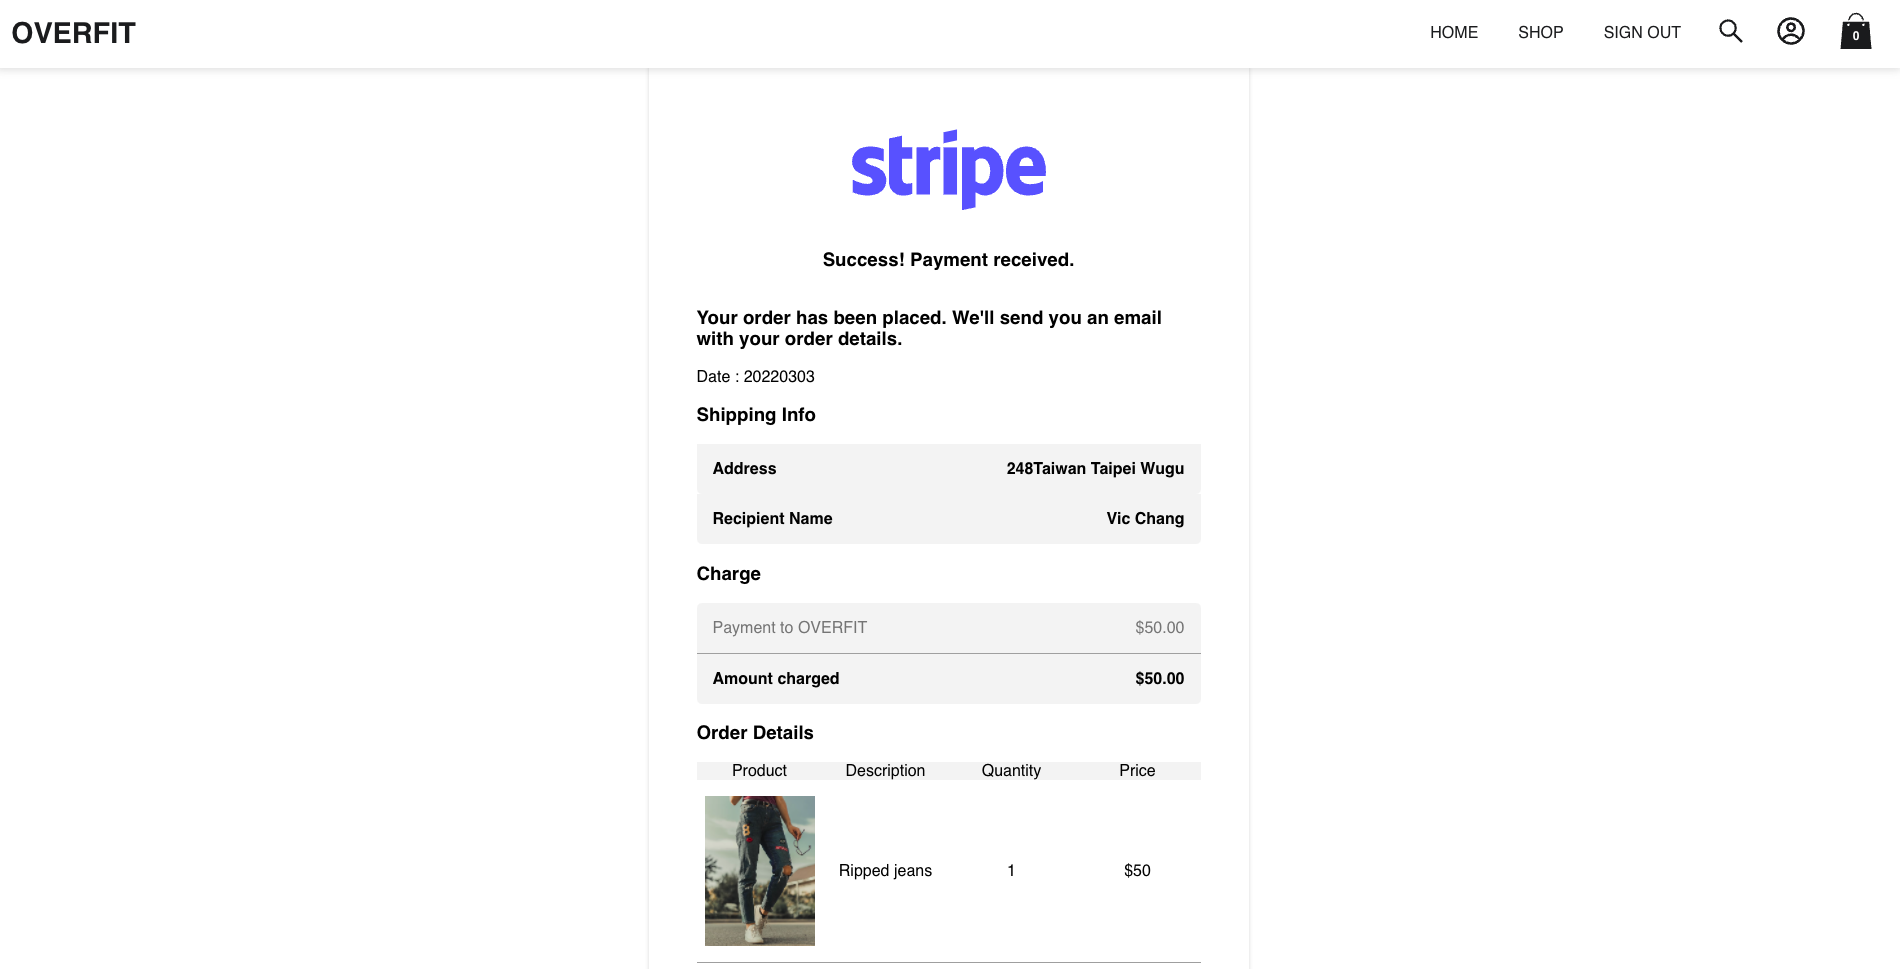 OVERFIT
HOME SHOP SIGN OUT 0
stripe
Success! Payment received.
Your order has been placed. We'll send you an email
with your order details.
Date : 20220303
Shipping Info
Address 248Taiwan Taipei Wugu
Recipient Name Vic Chang
Charge
Payment to OVERFIT $50.00
Amount charged $50.00
Order Details
Product Description Quantity Price
B
Ripped jeans 1 $50